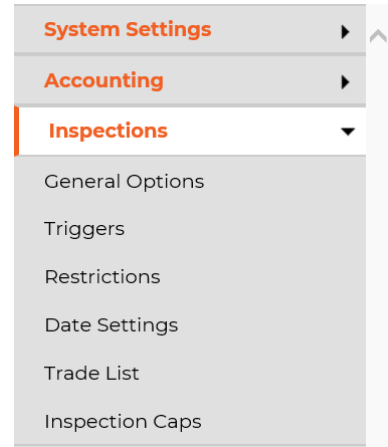 System Settings
Accounting
Inspections
General Options
Triggers
Restrictions
Date Settings
Trade List
Inspection Caps